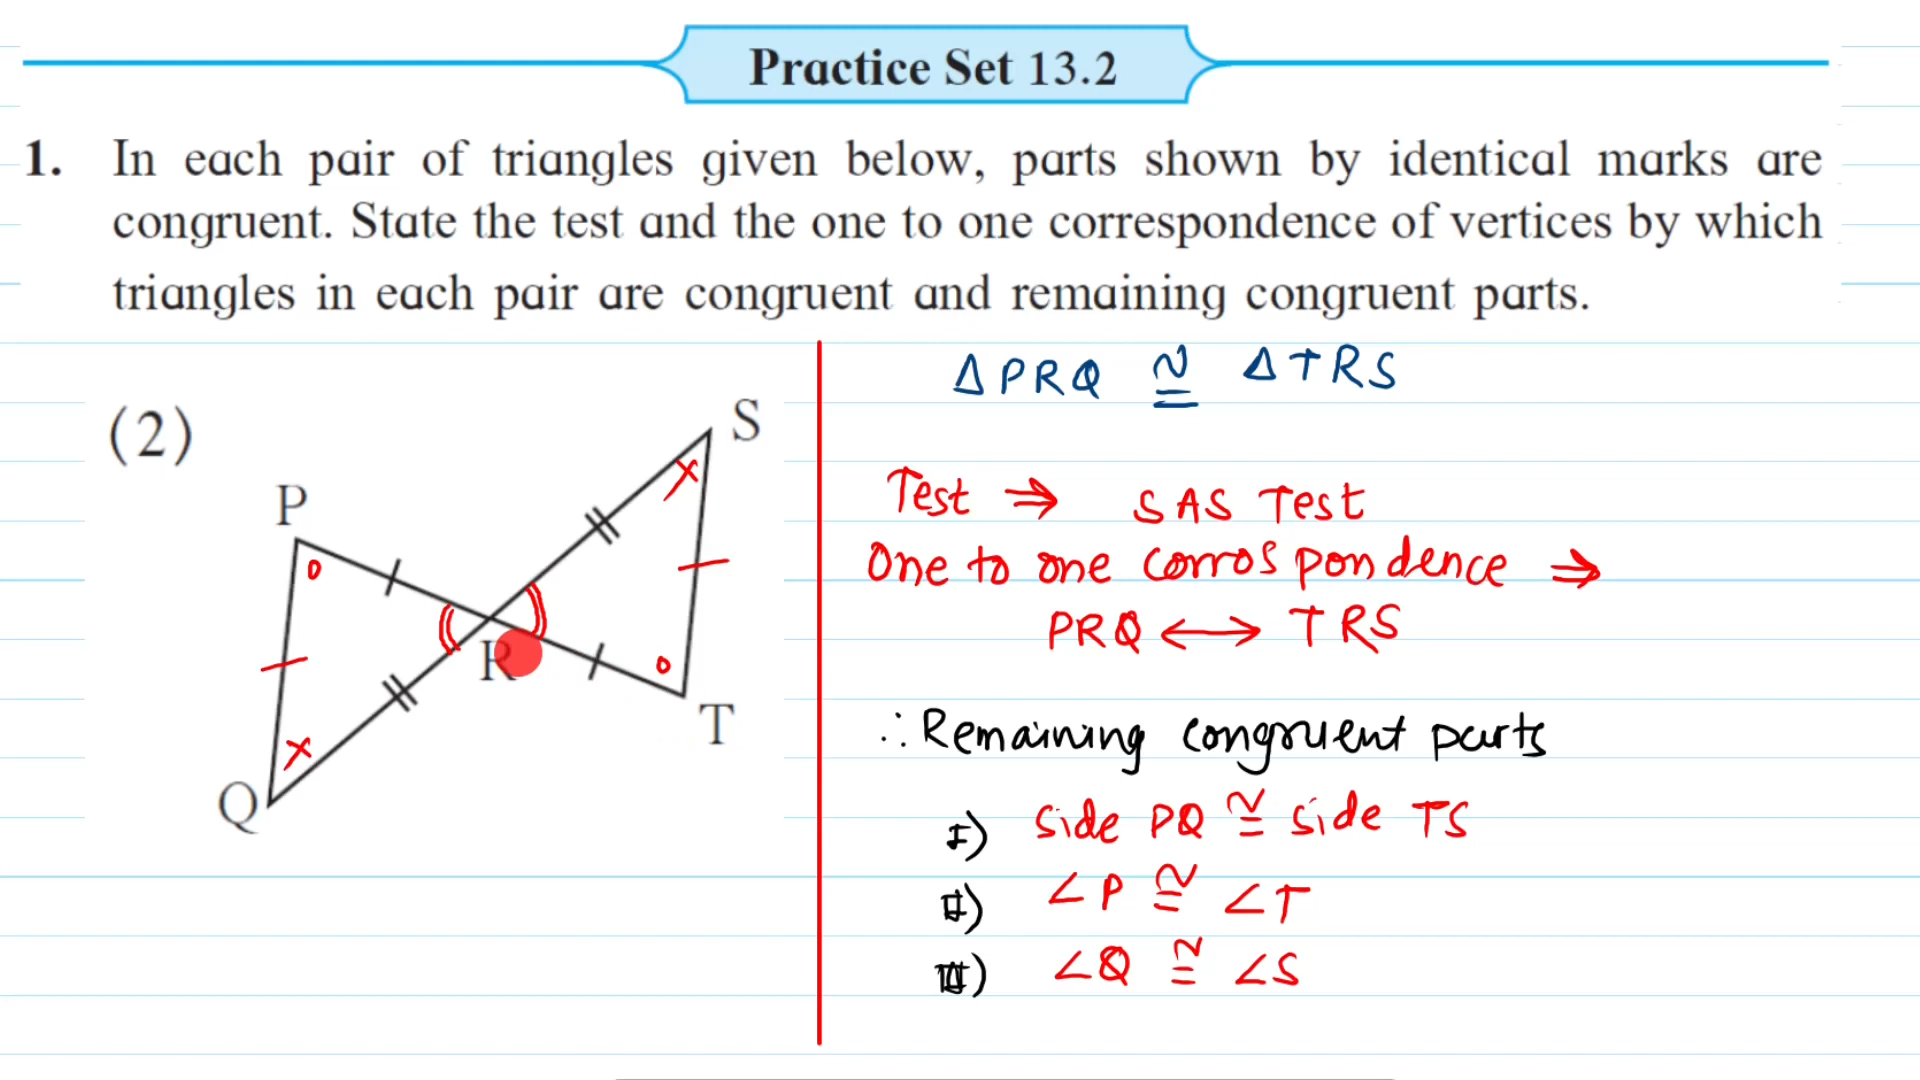 Practice Set 13.2
1. In each pair of triangles given below, parts shown by identical marks are
congruent. State the test and the one to one correspondence of vertices by which
triangles in each pair are congruent and remaining congruent parts.
(2)
S
P
R
T
Q
Δ PRQ ≅ Δ TRS
Test ⇒ SAS Test
One to one corrospondence ⇒
PRQ ↔ TRS
∴ Remaining congruent parts
I) side PQ ≅ side TS
II) ∠P ≅ ∠T
III) ∠Q ≅ ∠S